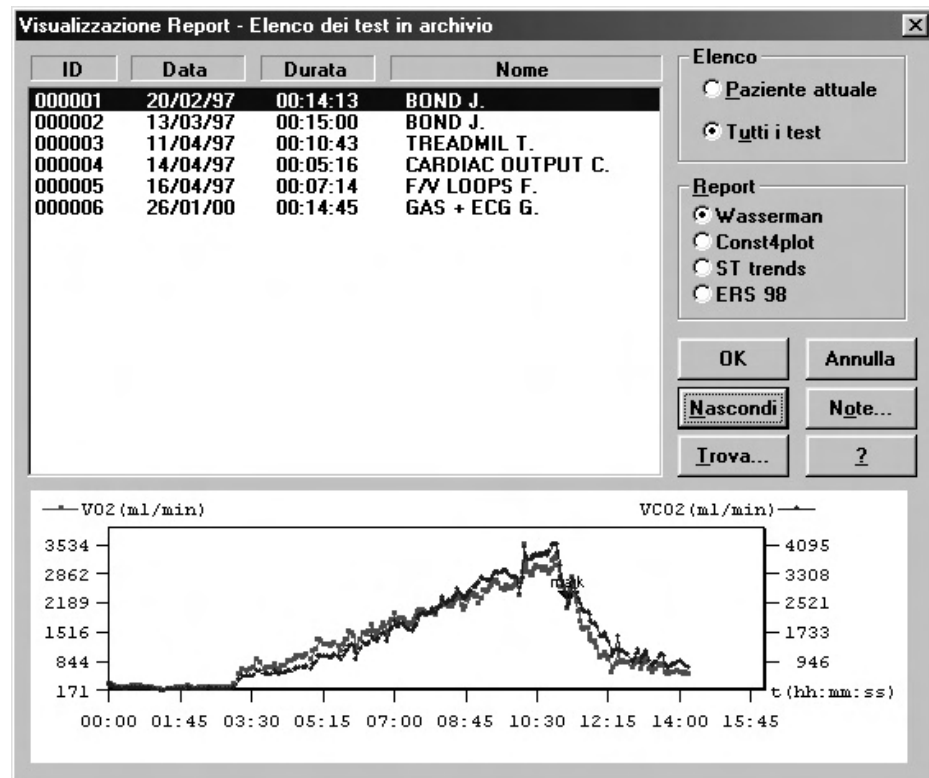 Visualizzazione Report - Elenco dei test in archivio
ID Data Durata Nome
000001 20/02/97 00:14:13 BOND J.
000002 13/03/97 00:15:00 BOND J.
000003 11/04/97 00:10:43 TREADMIL T.
000004 14/04/97 00:05:16 CARDIAC OUTPUT C.
000005 16/04/97 00:07:14 F/V LOOPS F.
000006 26/01/00 00:14:45 GAS + ECG G.
Elenco
Paziente attuale
Tutti i test
Report
Wasserman
Const4plot
ST trends
ERS 98
OK Annulla
Nascondi Note...
Trova... ?
VO2(ml/min) VCO2(ml/min)
3534 4095
2862 3308
2189 2521
1516 1733
844 946
171 t(hh:mm:ss)
mark
00:00 01:45 03:30 05:15 07:00 08:45 10:30 12:15 14:00 15:45